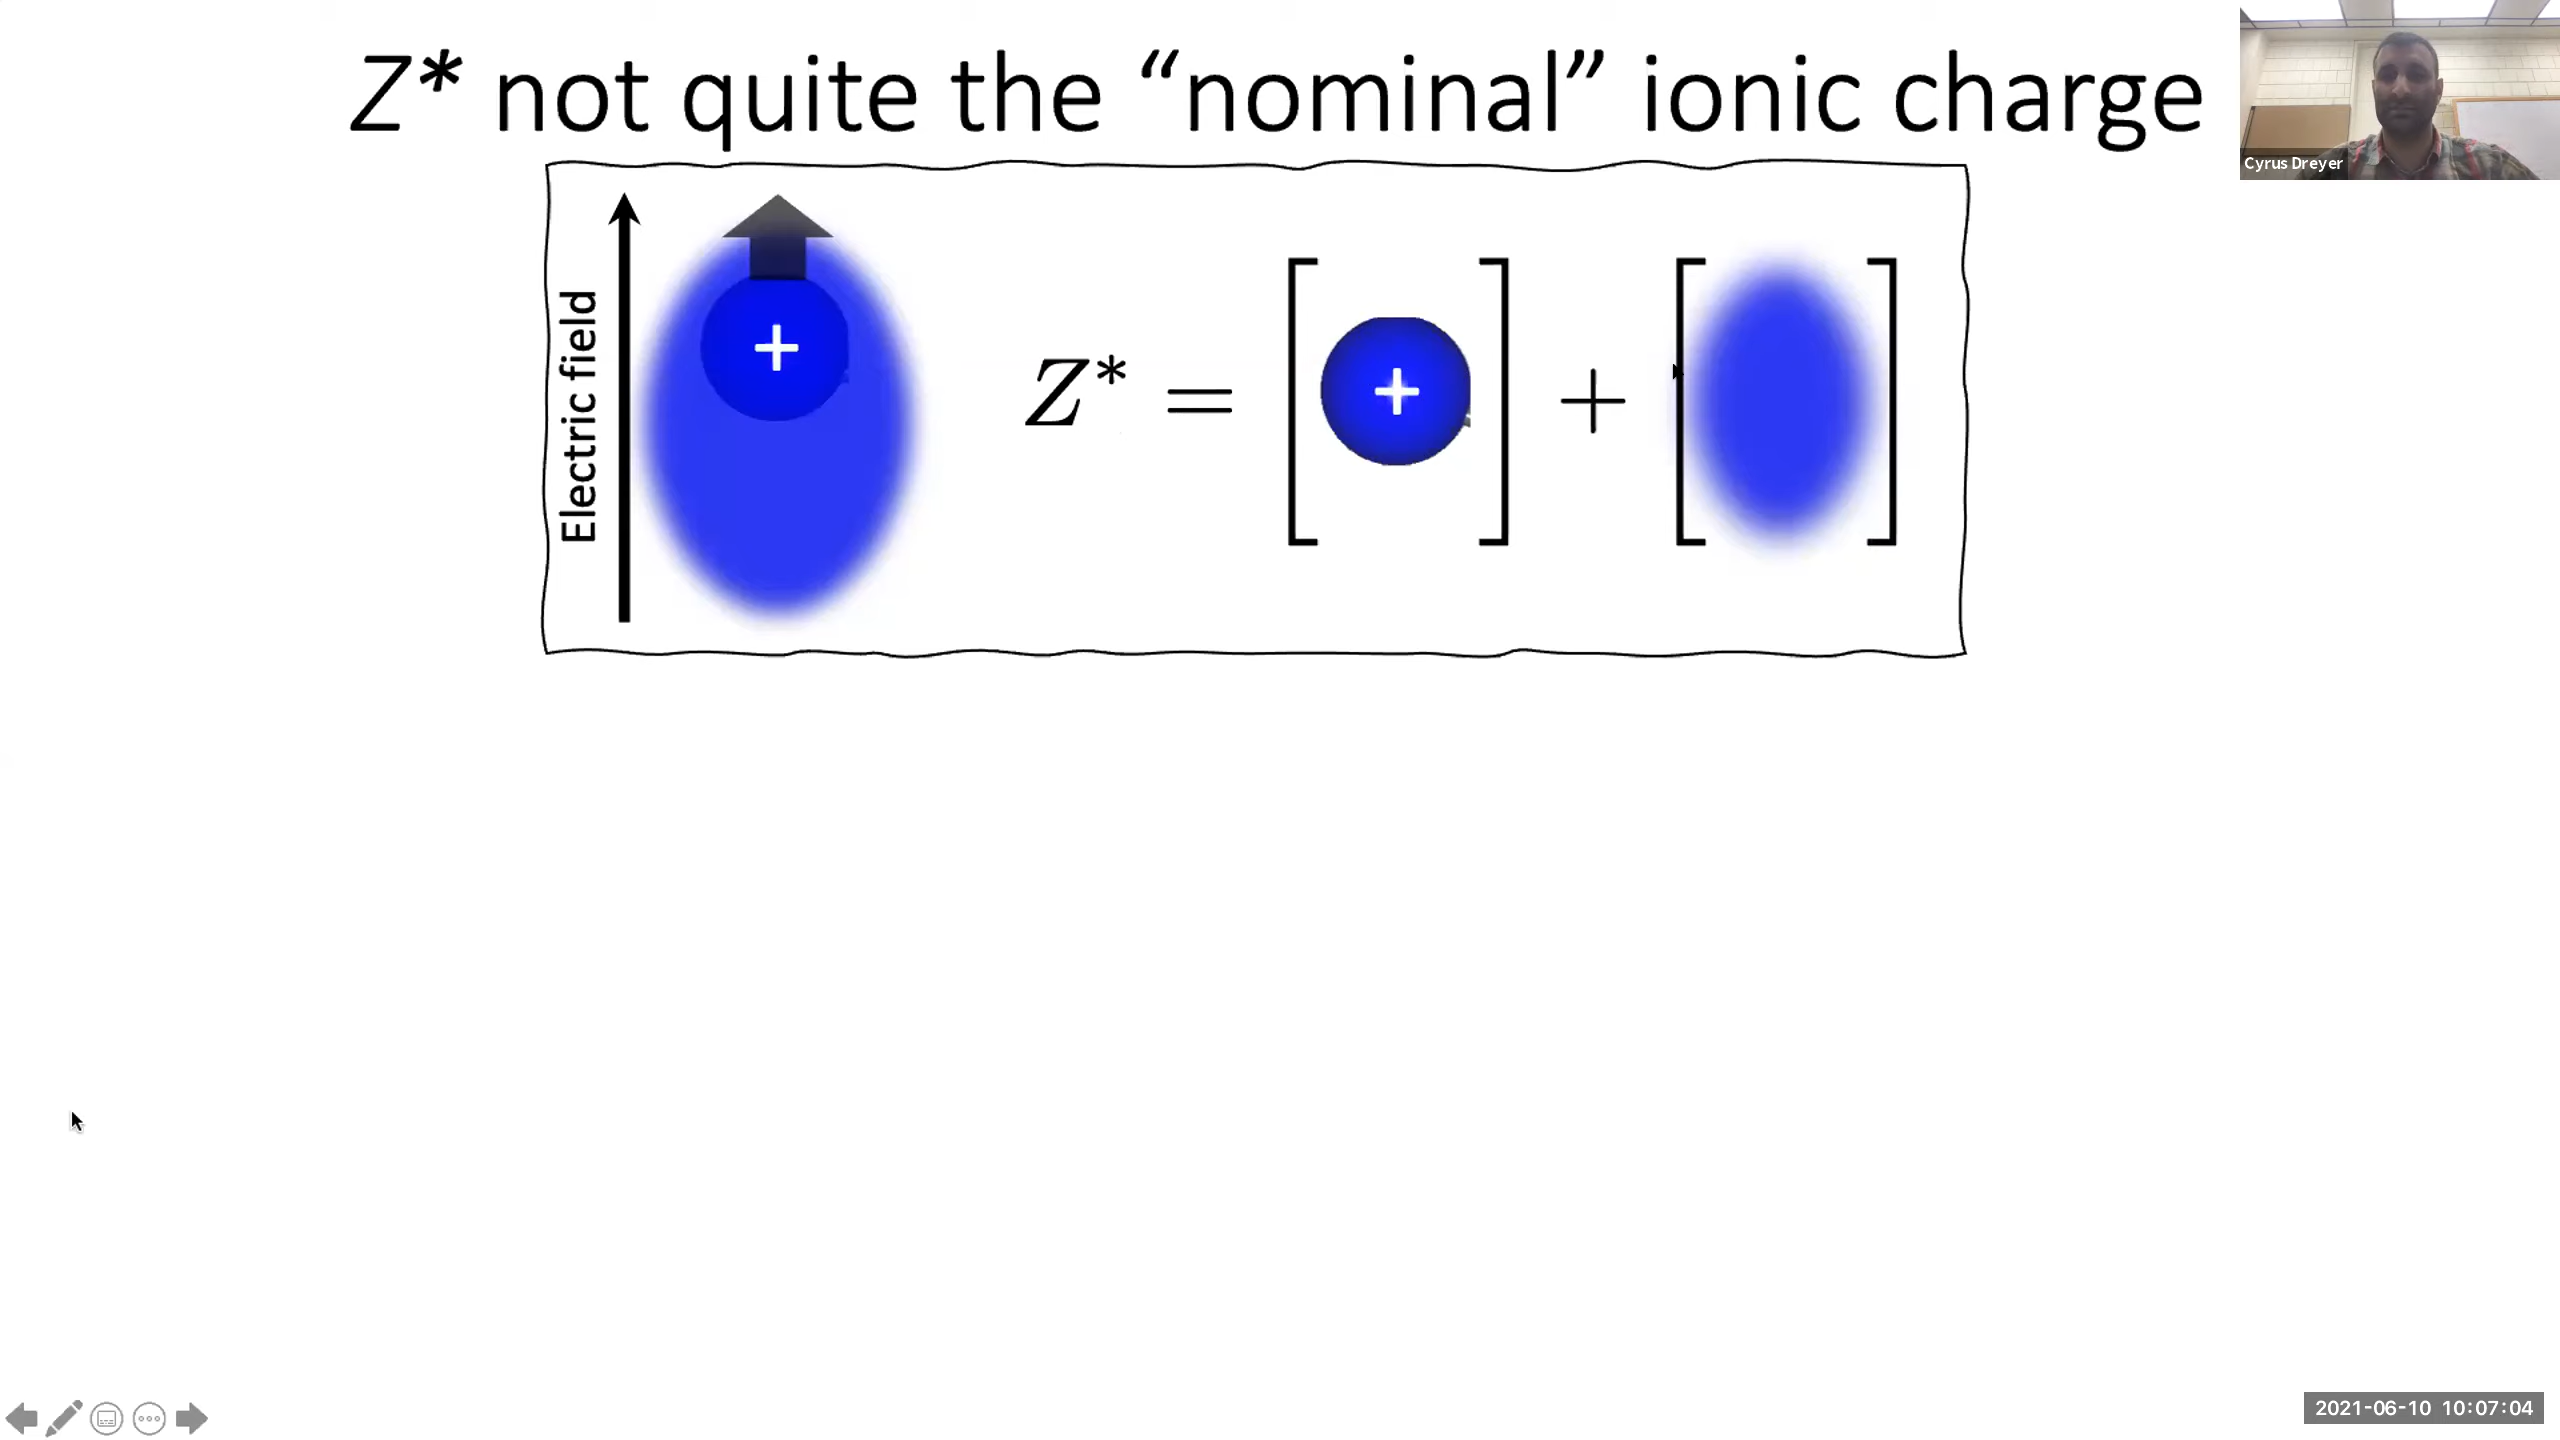 Z* not quite the “nominal” ionic charge
Cyrus Dreyer
Electric field
+
Z* = [ + ] + [ ]
2021-06-10 10:07:04